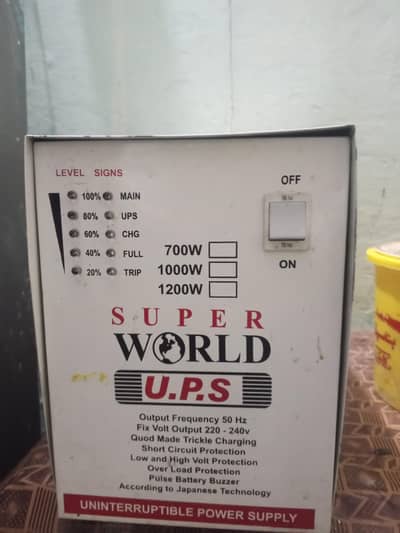 LEVEL SIGNS
100% MAIN
80% UPS
60% CHG
40% FULL
20% TRIP
OFF
ON
700W
1000W
1200W
SUPER
WORLD
U.P.S
Output Frequency 50 Hz
Fix Volt Output 220 - 240v
Quod Made Trickle Charging
Short Circuit Protection
Low and High Volt Protection
Over Load Protection
Pulse Battery Buzzer
According to Japanese Technology
UNINTERRUPTIBLE POWER SUPPLY